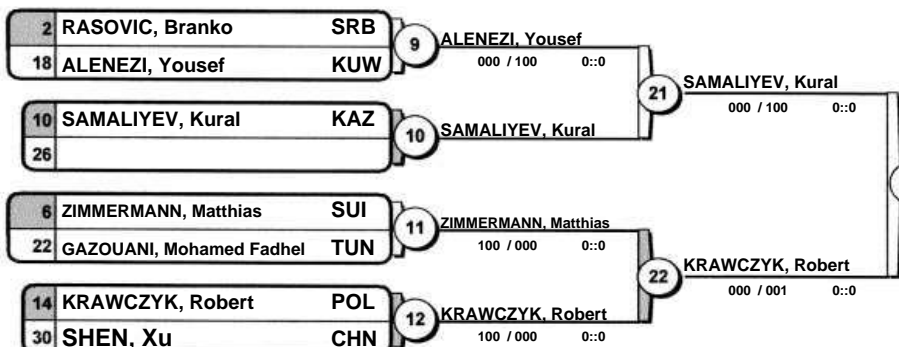 2 RASOVIC, Branko SRB
18 ALENEZI, Yousef KUW
9
ALENEZI, Yousef
000 / 100 0::0
10 SAMALIYEV, Kural KAZ
26
10
SAMALIYEV, Kural
21
SAMALIYEV, Kural
000 / 100 0::0
6 ZIMMERMANN, Matthias SUI
22 GAZOUANI, Mohamed Fadhel TUN
11
ZIMMERMANN, Matthias
100 / 000 0::0
14 KRAWCZYK, Robert POL
30 SHEN, Xu CHN
12
KRAWCZYK, Robert
100 / 000 0::0
22
KRAWCZYK, Robert
000 / 001 0::0